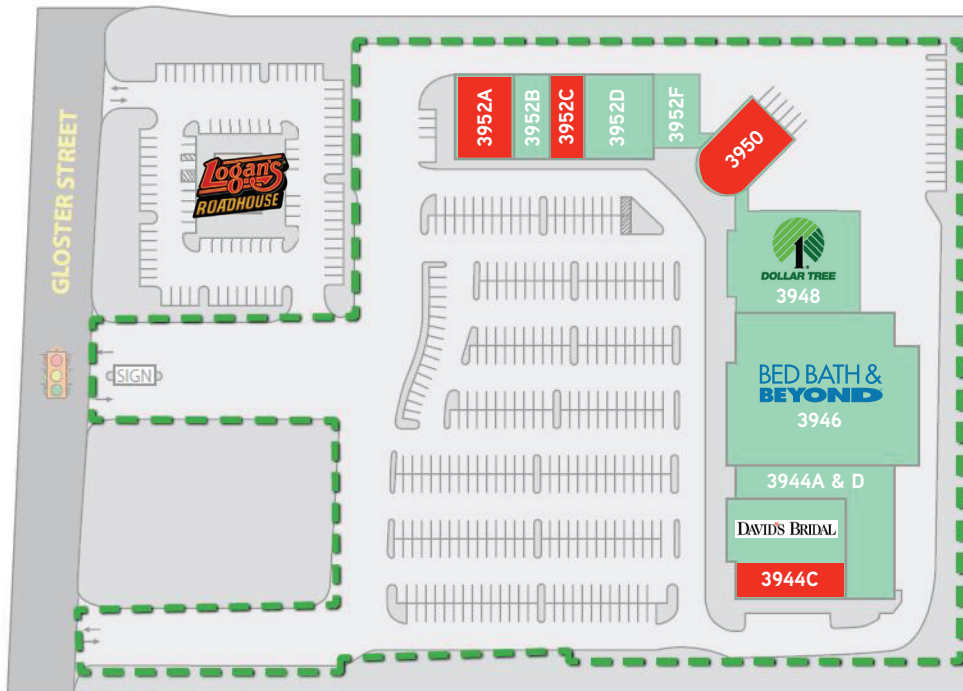 GLOSTER STREET
Logan's
ROADHOUSE
SIGN
3952A
3952B
3952C
3952D
3952F
3950
1
DOLLAR TREE
3948
BED BATH &
BEYOND
3946
3944A & D
DAVID'S BRIDAL
3944C